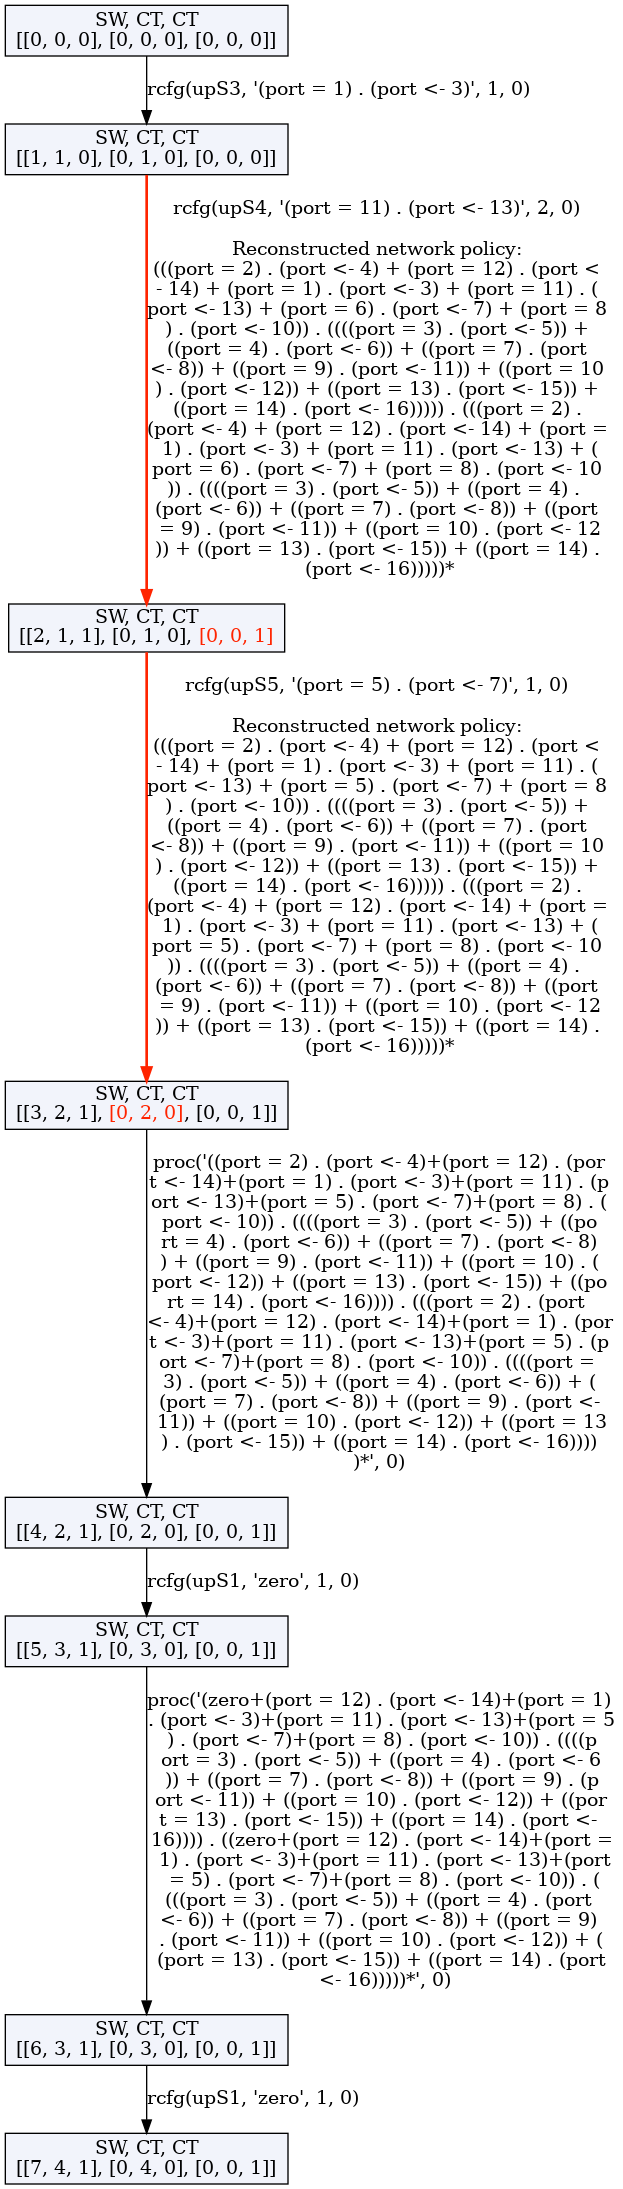 SW, CT, CT
[[0, 0, 0], [0, 0, 0], [0, 0, 0]]
rcfg(upS3, '(port = 1) . (port <- 3)', 1, 0)
SW, CT, CT
[[1, 1, 0], [0, 1, 0], [0, 0, 0]]
rcfg(upS4, '(port = 11) . (port <- 13)', 2, 0)
Reconstructed network policy:
(((port = 2) . (port <- 4) + (port = 12) . (port <
- 14) + (port = 1) . (port <- 3) + (port = 11) . (
port <- 13) + (port = 6) . (port <- 7) + (port = 8
) . (port <- 10)) . ((((port = 3) . (port <- 5)) +
((port = 4) . (port <- 6)) + ((port = 7) . (port
<- 8)) + ((port = 9) . (port <- 11)) + ((port = 10
) . (port <- 12)) + ((port = 13) . (port <- 15)) +
((port = 14) . (port <- 16))))) . (((port = 2) .
(port <- 4) + (port = 12) . (port <- 14) + (port =
1) . (port <- 3) + (port = 11) . (port <- 13) + (
port = 6) . (port <- 7) + (port = 8) . (port <- 10
)) . ((((port = 3) . (port <- 5)) + ((port = 4) .
(port <- 6)) + ((port = 7) . (port <- 8)) + ((port
= 9) . (port <- 11)) + ((port = 10) . (port <- 12
)) + ((port = 13) . (port <- 15)) + ((port = 14) .
(port <- 16)))))*
SW, CT, CT
[[2, 1, 1], [0, 1, 0], [0, 0, 1]
rcfg(upS5, '(port = 5) . (port <- 7)', 1, 0)
Reconstructed network policy:
(((port = 2) . (port <- 4) + (port = 12) . (port <
- 14) + (port = 1) . (port <- 3) + (port = 11) . (
port <- 13) + (port = 5) . (port <- 7) + (port = 8
) . (port <- 10)) . ((((port = 3) . (port <- 5)) +
((port = 4) . (port <- 6)) + ((port = 7) . (port
<- 8)) + ((port = 9) . (port <- 11)) + ((port = 10
) . (port <- 12)) + ((port = 13) . (port <- 15)) +
((port = 14) . (port <- 16))))) . (((port = 2) .
(port <- 4) + (port = 12) . (port <- 14) + (port =
1) . (port <- 3) + (port = 11) . (port <- 13) + (
port = 5) . (port <- 7) + (port = 8) . (port <- 10
)) . ((((port = 3) . (port <- 5)) + ((port = 4) .
(port <- 6)) + ((port = 7) . (port <- 8)) + ((port
= 9) . (port <- 11)) + ((port = 10) . (port <- 12
)) + ((port = 13) . (port <- 15)) + ((port = 14) .
(port <- 16)))))*
SW, CT, CT
[[3, 2, 1], [0, 2, 0], [0, 0, 1]]
proc('((port = 2) . (port <- 4)+(port = 12) . (por
t <- 14)+(port = 1) . (port <- 3)+(port = 11) . (p
ort <- 13)+(port = 5) . (port <- 7)+(port = 8) . (
port <- 10)) . ((((port = 3) . (port <- 5)) + ((po
rt = 4) . (port <- 6)) + ((port = 7) . (port <- 8)
) + ((port = 9) . (port <- 11)) + ((port = 10) . (
port <- 12)) + ((port = 13) . (port <- 15)) + ((po
rt = 14) . (port <- 16)))) . (((port = 2) . (port
<- 4)+(port = 12) . (port <- 14)+(port = 1) . (por
t <- 3)+(port = 11) . (port <- 13)+(port = 5) . (p
ort <- 7)+(port = 8) . (port <- 10)) . ((((port =
3) . (port <- 5)) + ((port = 4) . (port <- 6)) + (
(port = 7) . (port <- 8)) + ((port = 9) . (port <-
11)) + ((port = 10) . (port <- 12)) + ((port = 13
) . (port <- 15)) + ((port = 14) . (port <- 16))))
)*', 0)
SW, CT, CT
[[4, 2, 1], [0, 2, 0], [0, 0, 1]]
rcfg(upS1, 'zero', 1, 0)
SW, CT, CT
[[5, 3, 1], [0, 3, 0], [0, 0, 1]]
proc('(zero+(port = 12) . (port <- 14)+(port = 1)
. (port <- 3)+(port = 11) . (port <- 13)+(port = 5
) . (port <- 7)+(port = 8) . (port <- 10)) . ((((p
ort = 3) . (port <- 5)) + ((port = 4) . (port <- 6
)) + ((port = 7) . (port <- 8)) + ((port = 9) . (p
ort <- 11)) + ((port = 10) . (port <- 12)) + ((por
t = 13) . (port <- 15)) + ((port = 14) . (port <-
16)))) . ((zero+(port = 12) . (port <- 14)+(port =
1) . (port <- 3)+(port = 11) . (port <- 13)+(port
= 5) . (port <- 7)+(port = 8) . (port <- 10)) . (
(((port = 3) . (port <- 5)) + ((port = 4) . (port
<- 6)) + ((port = 7) . (port <- 8)) + ((port = 9)
. (port <- 11)) + ((port = 10) . (port <- 12)) + (
(port = 13) . (port <- 15)) + ((port = 14) . (port
<- 16)))))*', 0)
SW, CT, CT
[[6, 3, 1], [0, 3, 0], [0, 0, 1]]
rcfg(upS1, 'zero', 1, 0)
SW, CT, CT
[[7, 4, 1], [0, 4, 0], [0, 0, 1]]